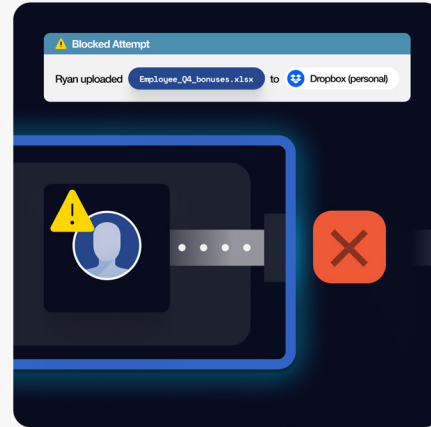 Blocked Attempt
Ryan uploaded Employee_Q4_bonuses.xlsx to Dropbox (personal)